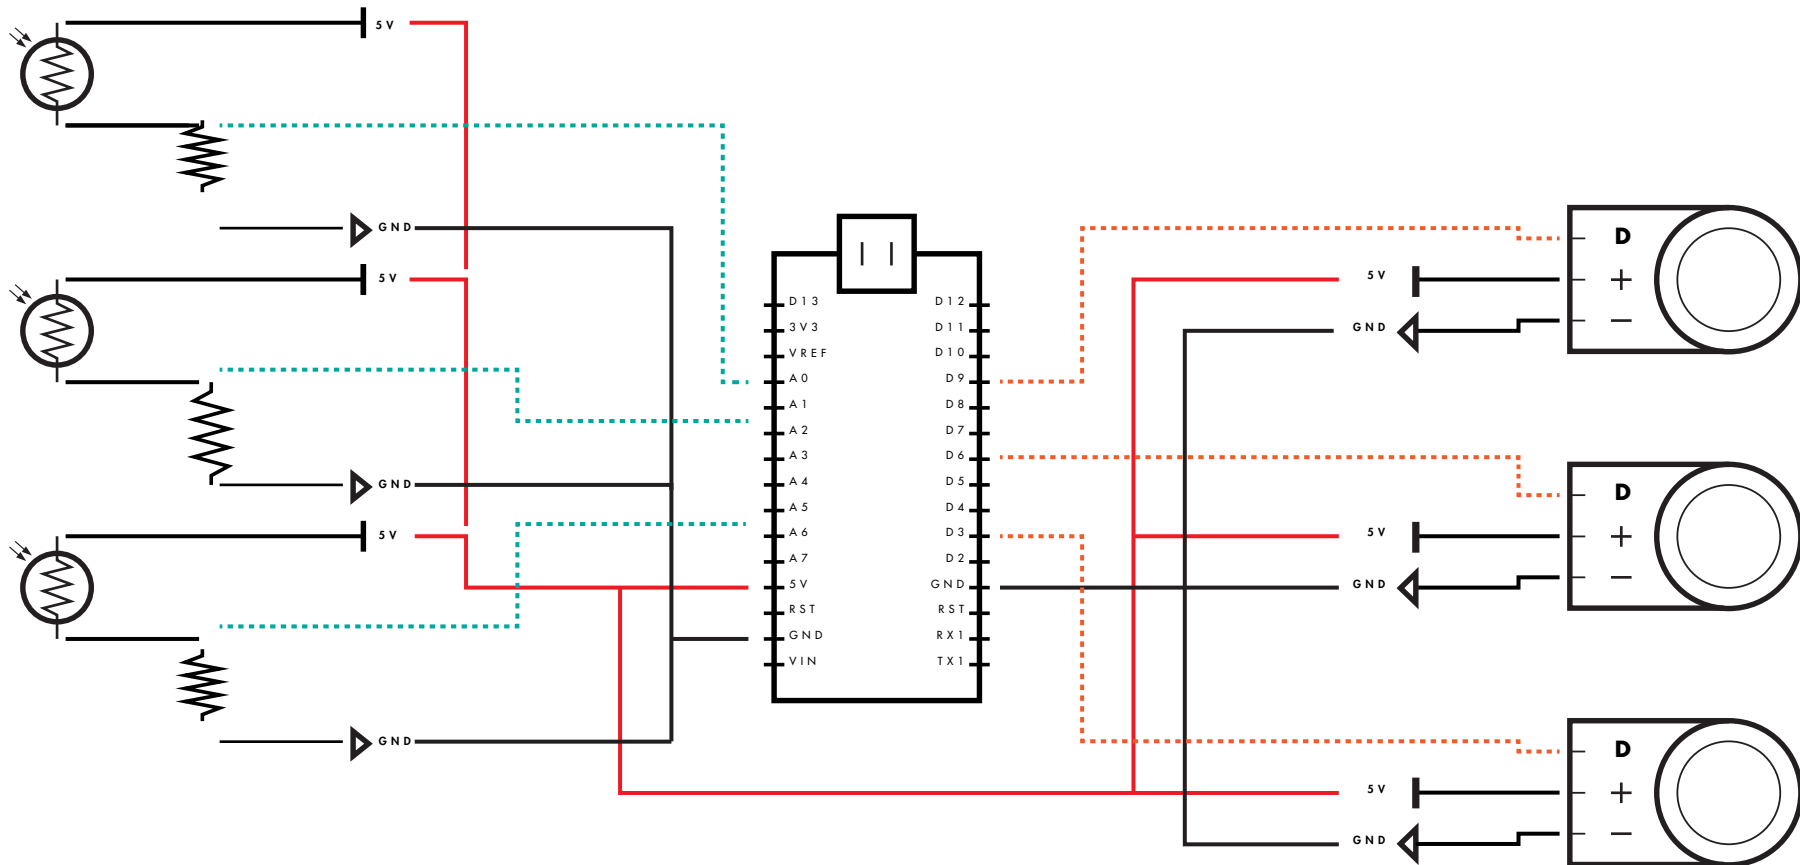 5V
GND
5V
GND
5V
GND
D13
3V3
VREF
A0
A1
A2
A3
A4
A5
A6
A7
5V
RST
GND
VIN
D12
D11
D10
D9
D8
D7
D6
D5
D4
D3
D2
GND
RST
RX1
TX1
D
5V
+
GND
−
D
5V
+
GND
−
D
5V
+
GND
−